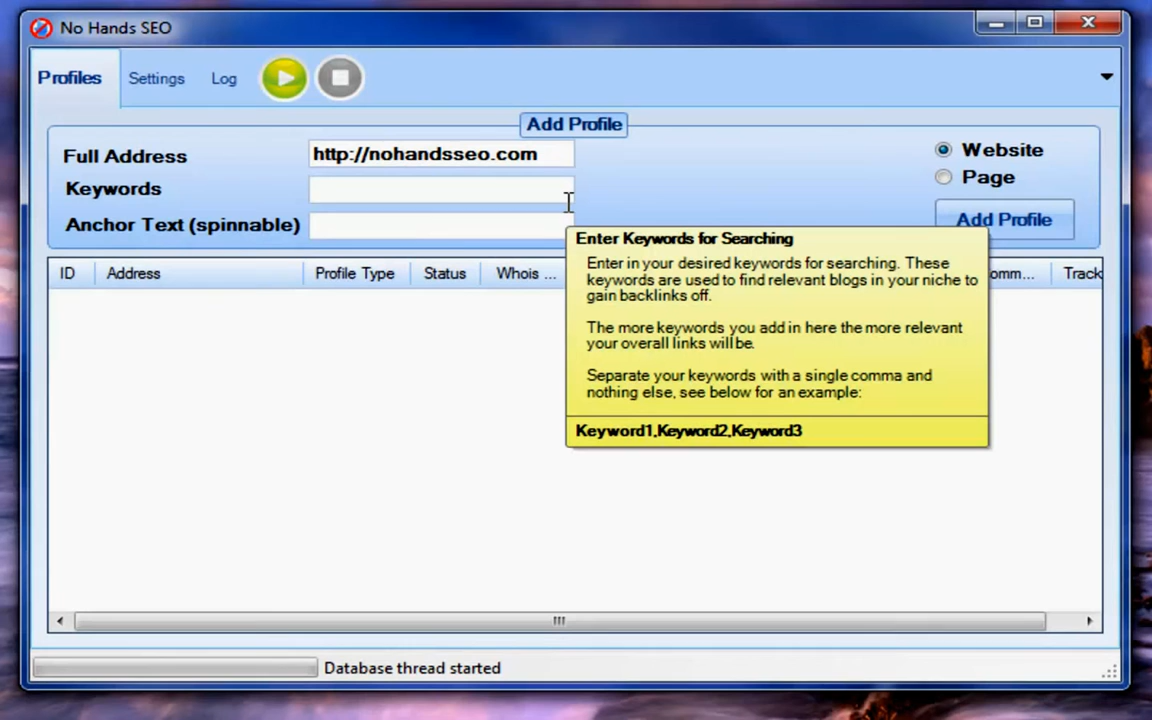 No Hands SEO
Profiles Settings Log
Add Profile
Full Address http://nohandsseo.com Website
Keywords Page
Anchor Text (spinnable) Add Profile
Enter Keywords for Searching
Enter in your desired keywords for searching. These
keywords are used to find relevant blogs in your niche to
gain backlinks off.
The more keywords you add in here the more relevant
your overall links will be.
Separate your keywords with a single comma and
nothing else, see below for an example:
Keyword1,Keyword2,Keyword3
ID Address Profile Type Status Whois ... omm... Track
Database thread started